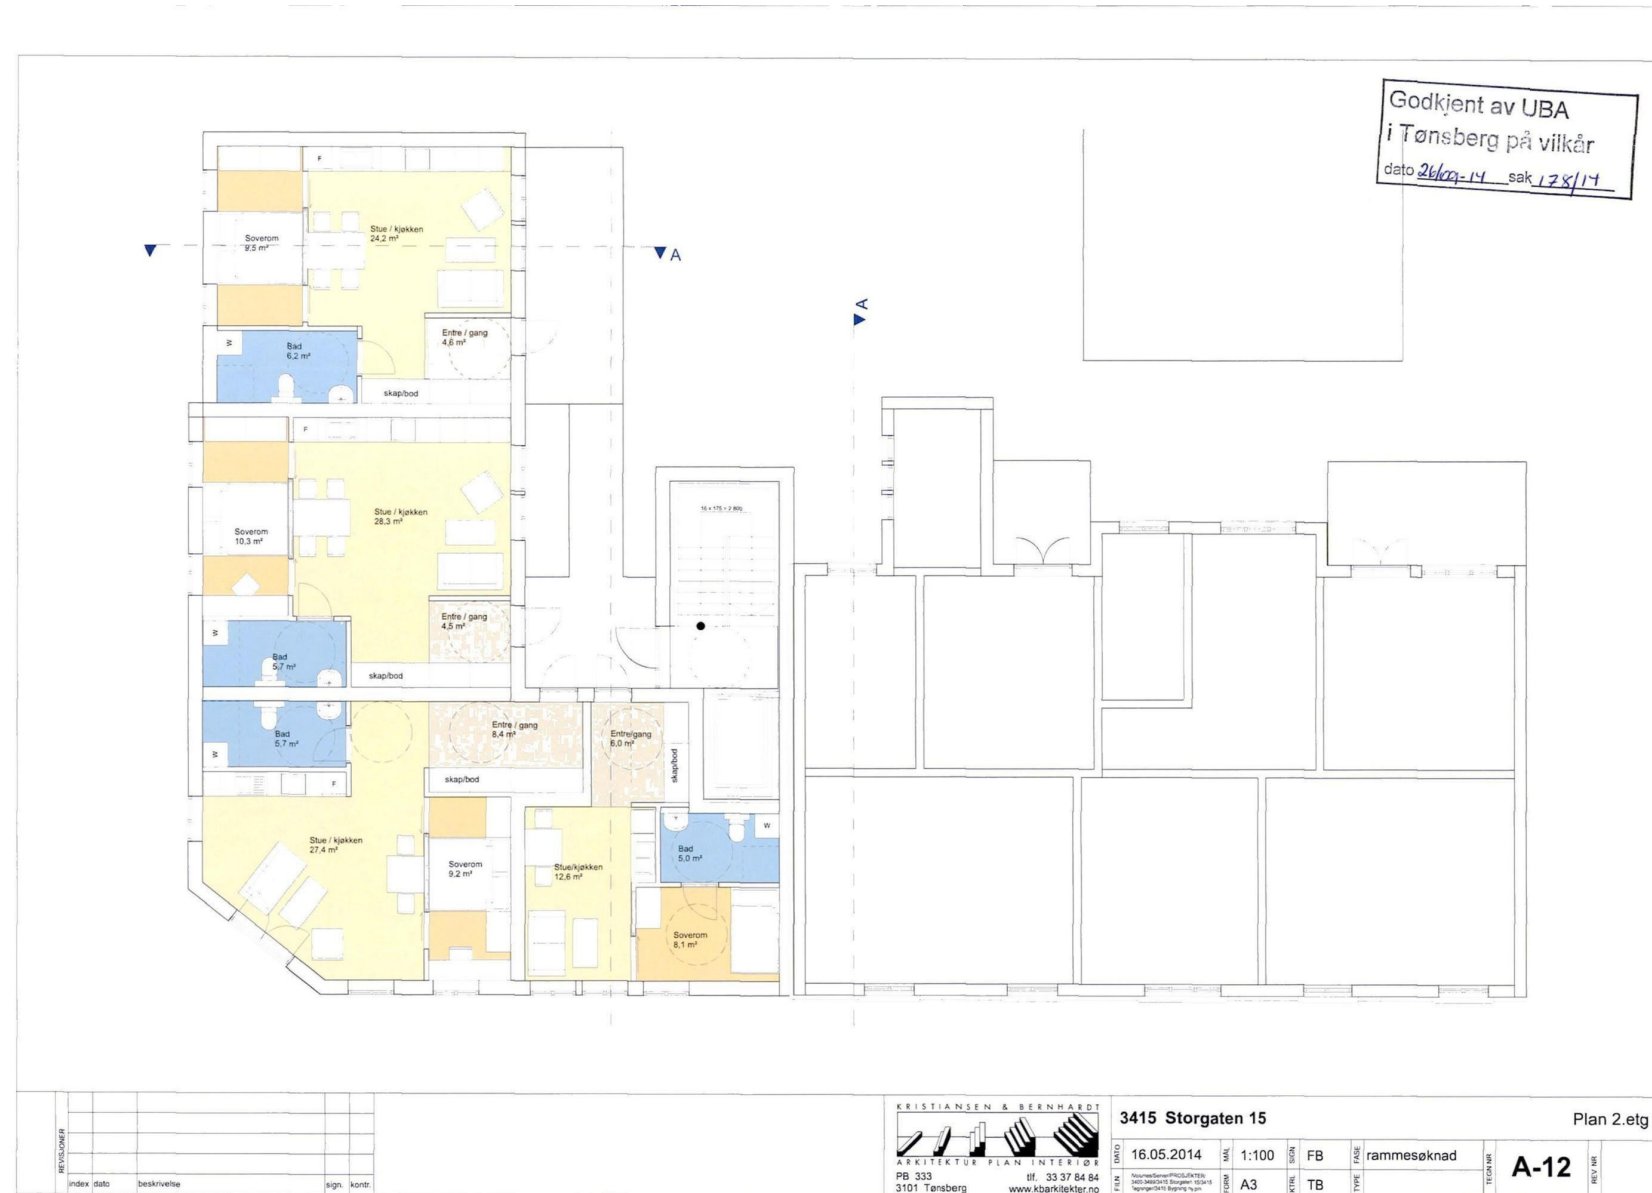 Godkjent av UBA
i Tønsberg på vilkår
dato 26/09-14 sak 178/14
F
Stue / kjøkken
24,2 m²
Soverom
9,5 m²
A
A
Entre / gang
4,6 m²
W
Bad
6,2 m²
skap/bod
F
Stue / kjøkken
28,3 m²
16 x 175 = 2 800
Soverom
10,3 m²
Entre / gang
4,5 m²
W
Bad
5,7 m²
skap/bod
Entre / gang
8,4 m²
Entre/gang
6,0 m²
Bad
5,7 m²
W
skap/bod
skap/bod
F
Stue / kjøkken
27,4 m²
W
Bad
5,0 m²
Soverom
9,2 m²
Stue/kjøkken
12,6 m²
Soverom
8,1 m²
REVISJONER
index dato beskrivelse sign. kontr.
KRISTIANSEN & BERNHARDT
ARKITEKTUR PLAN INTERIØR
PB 333 tlf. 33 37 84 84
3101 Tønsberg www.kbarkitekter.no
3415 Storgaten 15 Plan 2.etg
DATO 16.05.2014 MÅL 1:100 SIGN FB FASE rammesøknad
FILN FORM A3 KTRL TB TYPE
TEGN NR A-12 REV NR